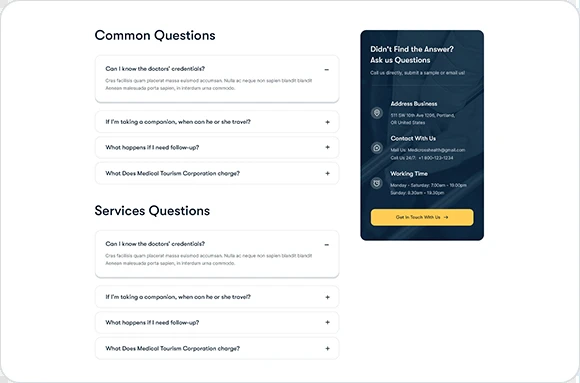 Common Questions
Can I know the doctors' credentials?
Cras facilisis quam placerat massa euismod accumsan. Nulla ac neque non sapien blandit blandit
Aenean malesuada porta sapien, in interdum urna commodo.
If I'm taking a companion, when can he or she travel?
What happens if I need follow-up?
What Does Medical Tourism Corporation charge?
Services Questions
Can I know the doctors' credentials?
Cras facilisis quam placerat massa euismod accumsan. Nulla ac neque non sapien blandit blandit
Aenean malesuada porta sapien, in interdum urna commodo.
If I'm taking a companion, when can he or she travel?
What happens if I need follow-up?
What Does Medical Tourism Corporation charge?
Didn't Find the Answer?
Ask us Questions
Call us directly, submit a sample or email us!
Address Business
511 SW 10th Ave 1206, Portland,
OR United States
Contact With Us
Mail Us:
Call Us 24/7: +1 800-123-1234
Working Time
Monday - Saturday: 7.00am - 19.00pm
Sunday: 8.30am - 19.30pm
Get In Touch With Us